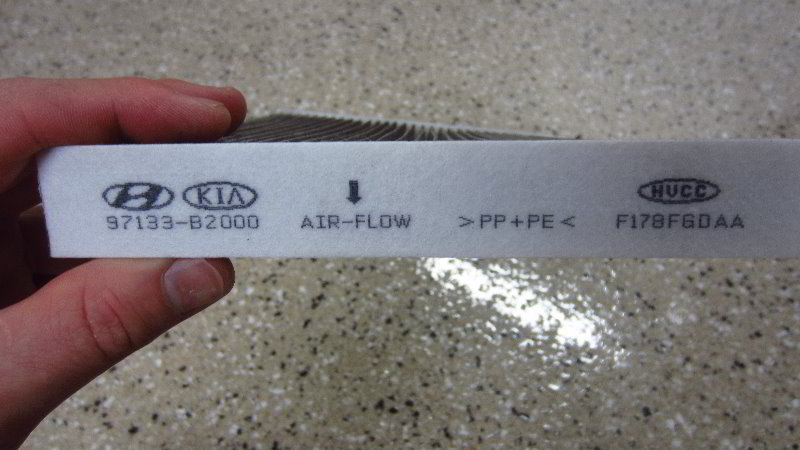 KIA HVCC
97133-B2000 AIR-FLOW >PP+PE< F178FGDAA